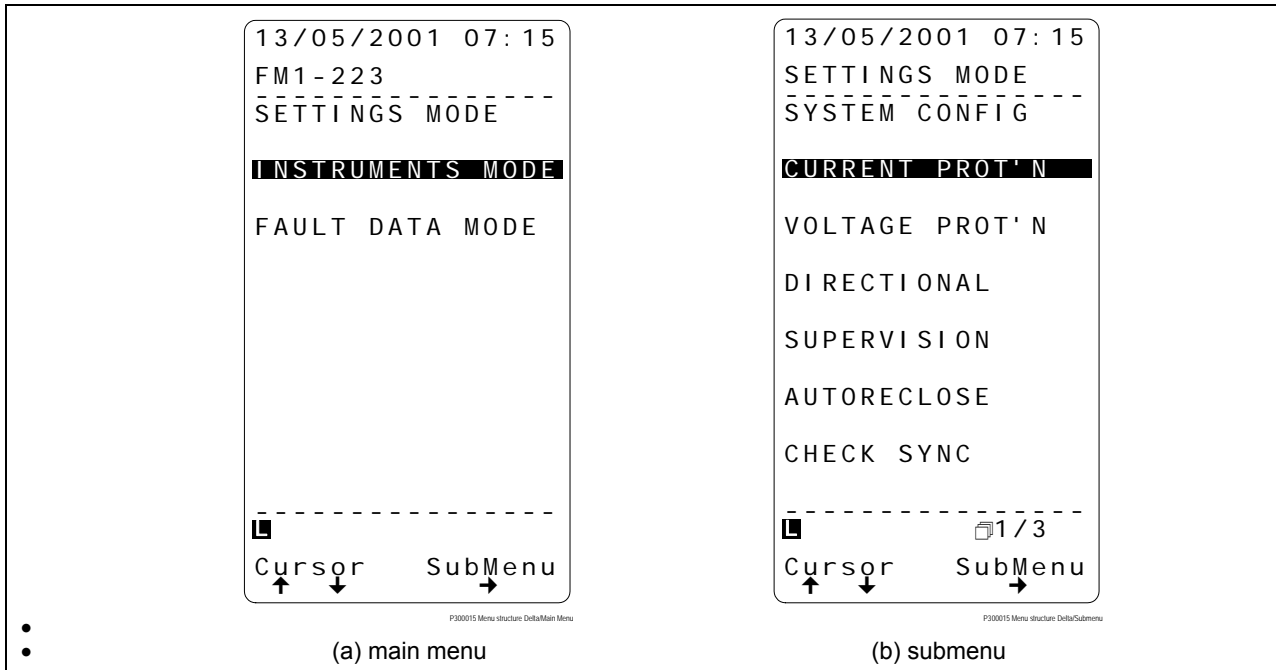 13/05/2001 07:15
FM1-223
SETTINGS MODE
INSTRUMENTS MODE
FAULT DATA MODE
L
Cursor SubMenu
↑ ↓ →
P300015 Menu structure Delta/Main Menu
(a) main menu
13/05/2001 07:15
SETTINGS MODE
SYSTEM CONFIG
CURRENT PROT'N
VOLTAGE PROT'N
DIRECTIONAL
SUPERVISION
AUTORECLOSE
CHECK SYNC
L 1/3
Cursor SubMenu
↑ ↓ →
P300015 Menu structure Delta/Submenu
(b) submenu